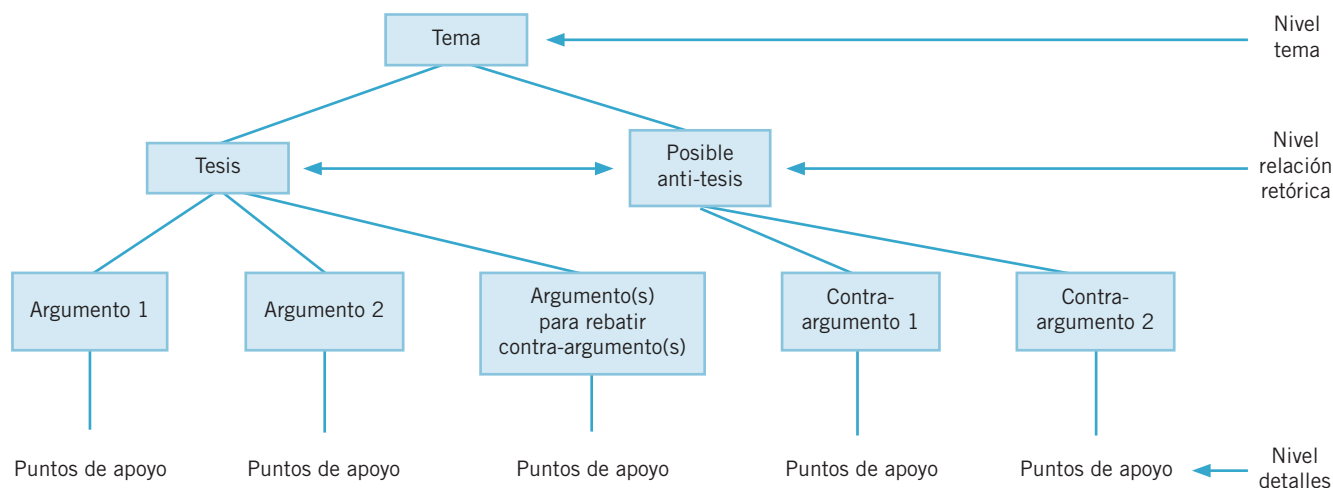 Tema
Nivel
tema
Tesis
Posible
anti-tesis
Nivel
relación
retórica
Argumento 1
Argumento 2
Argumento(s)
para rebatir
contra-argumento(s)
Contra-
argumento 1
Contra-
argumento 2
Puntos de apoyo
Puntos de apoyo
Puntos de apoyo
Puntos de apoyo
Puntos de apoyo
Nivel
detalles